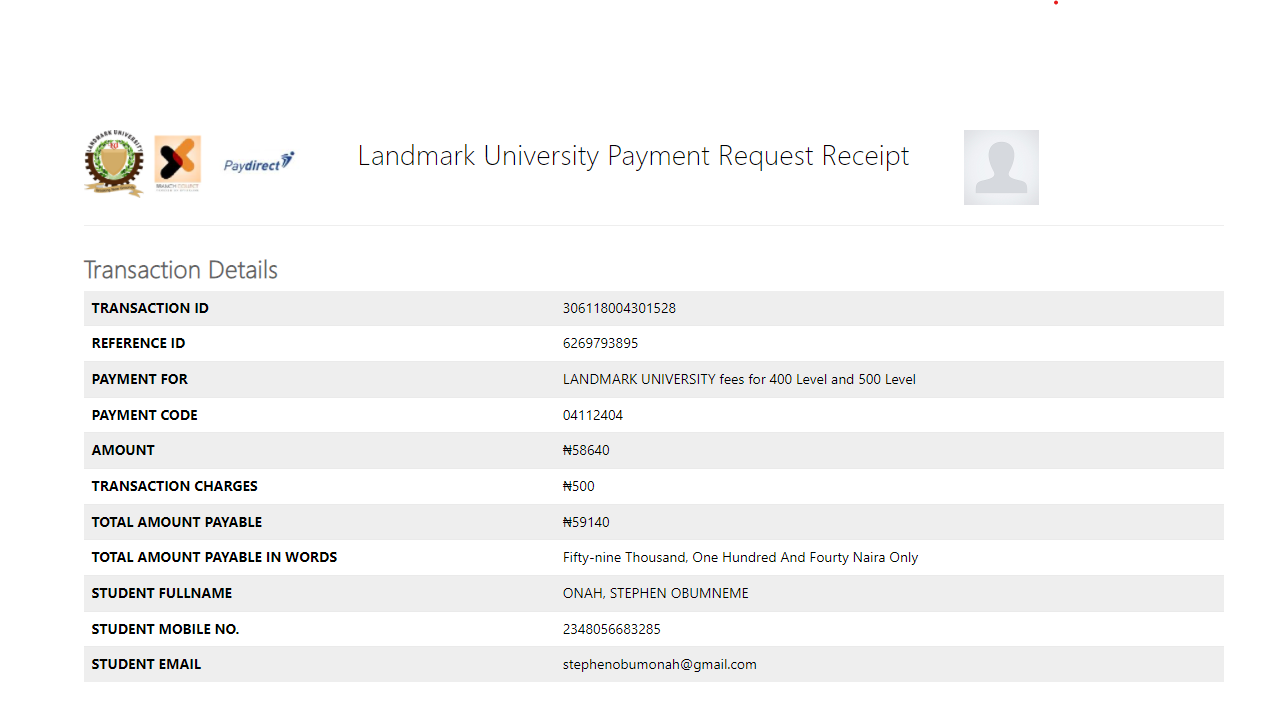 LANDMARK UNIVERSITY
Paydirect
Landmark University Payment Request Receipt
Transaction Details
TRANSACTION ID 306118004301528
REFERENCE ID 6269793895
PAYMENT FOR LANDMARK UNIVERSITY fees for 400 Level and 500 Level
PAYMENT CODE 04112404
AMOUNT ₦58640
TRANSACTION CHARGES ₦500
TOTAL AMOUNT PAYABLE ₦59140
TOTAL AMOUNT PAYABLE IN WORDS Fifty-nine Thousand, One Hundred And Fourty Naira Only
STUDENT FULLNAME ONAH, STEPHEN OBUMNEME
STUDENT MOBILE NO. 2348056683285
STUDENT EMAIL stephenobumonah@gmail.com